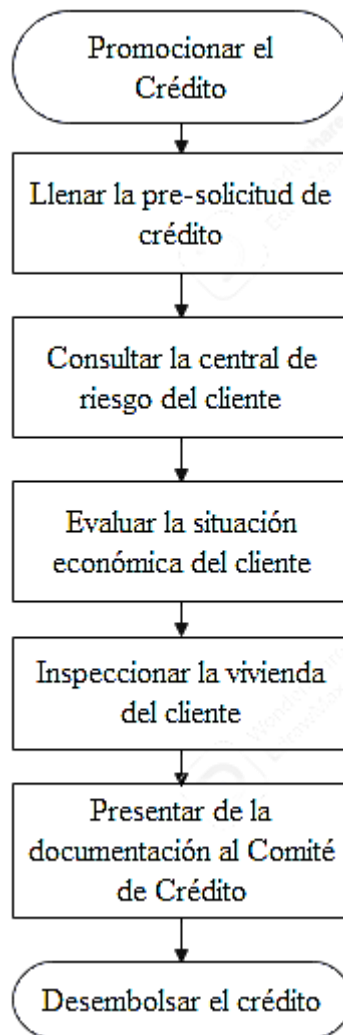 Promocionar el
Crédito
Llenar la pre-solicitud de
crédito
Consultar la central de
riesgo del cliente
Evaluar la situación
económica del cliente
Inspeccionar la vivienda
del cliente
Presentar de la
documentación al Comité
de Crédito
Desembolsar el crédito